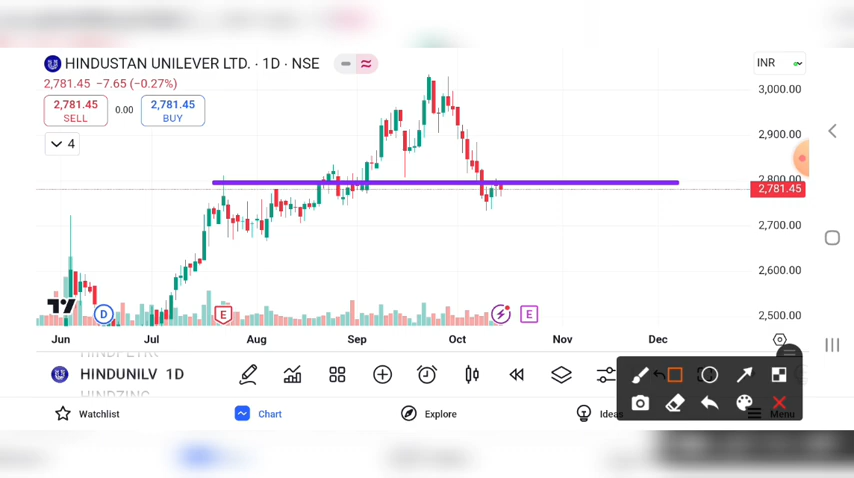 HINDUSTAN UNILEVER LTD. · 1D · NSE
INR
2,781.45 −7.65 (−0.27%)
2,781.45
SELL
0.00
2,781.45
BUY
4
3,000.00
2,900.00
2,800.00
2,781.45
2,700.00
2,600.00
2,500.00
D
E
E
Jun
Jul
Aug
Sep
Oct
Nov
Dec
HINDUNILV 1D
Watchlist
Chart
Explore
Ideas
Menu